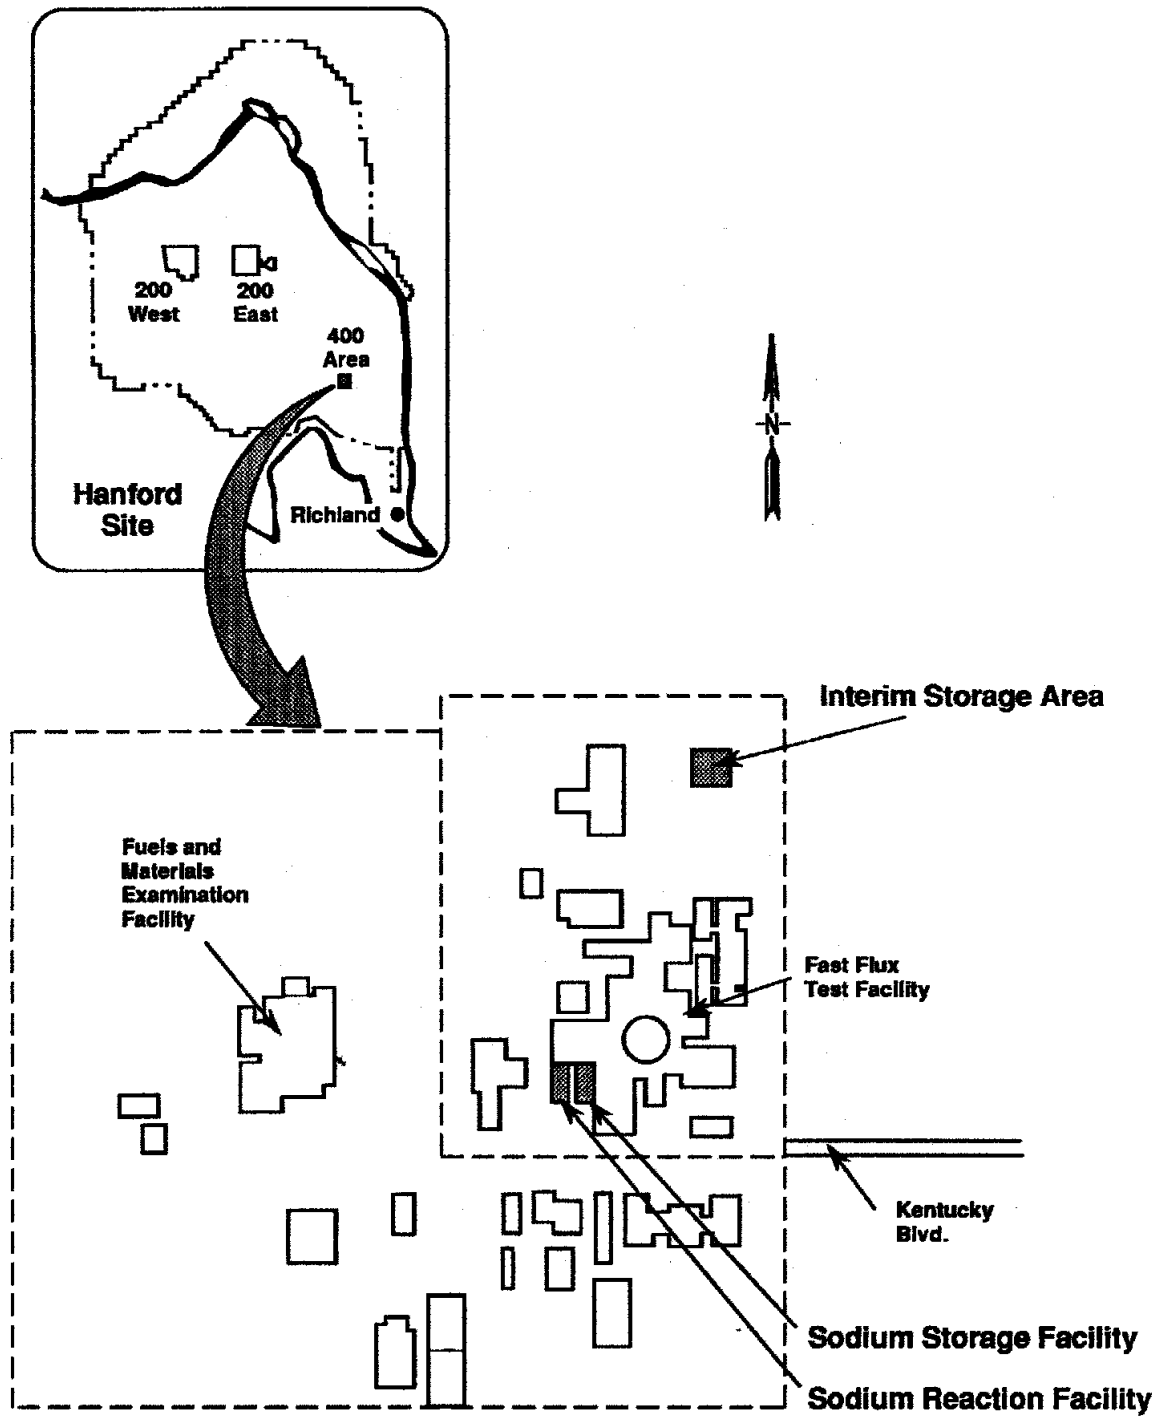 200
West
200
East
400
Area
Hanford
Site
Richland
N
Interim Storage Area
Fuels and
Materials
Examination
Facility
Fast Flux
Test Facility
Kentucky
Blvd.
Sodium Storage Facility
Sodium Reaction Facility